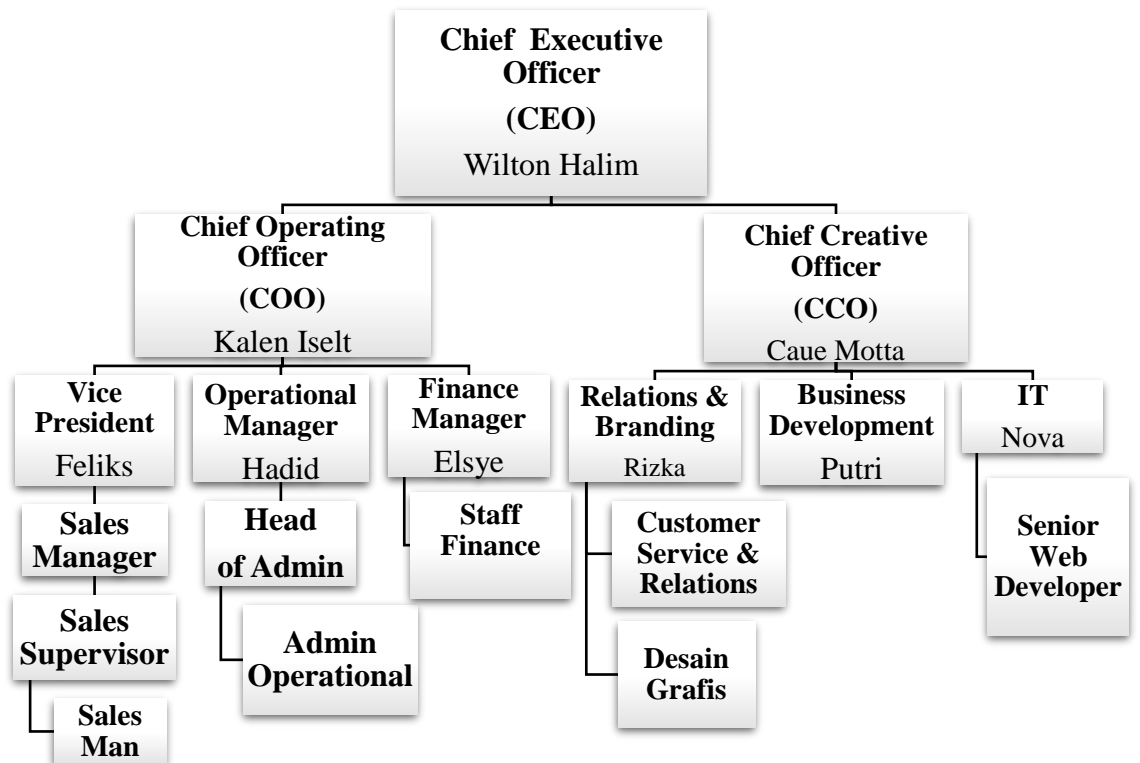 Chief Executive
Officer
(CEO)
Wilton Halim
Chief Operating
Officer
(COO)
Kalen Iselt
Chief Creative
Officer
(CCO)
Caue Motta
Vice
President
Feliks
Operational
Manager
Hadid
Finance
Manager
Elsye
Relations &
Branding
Rizka
Business
Development
Putri
IT
Nova
Sales
Manager
Head
of Admin
Staff
Finance
Customer
Service &
Relations
Senior
Web
Developer
Sales
Supervisor
Admin
Operational
Desain
Grafis
Sales
Man